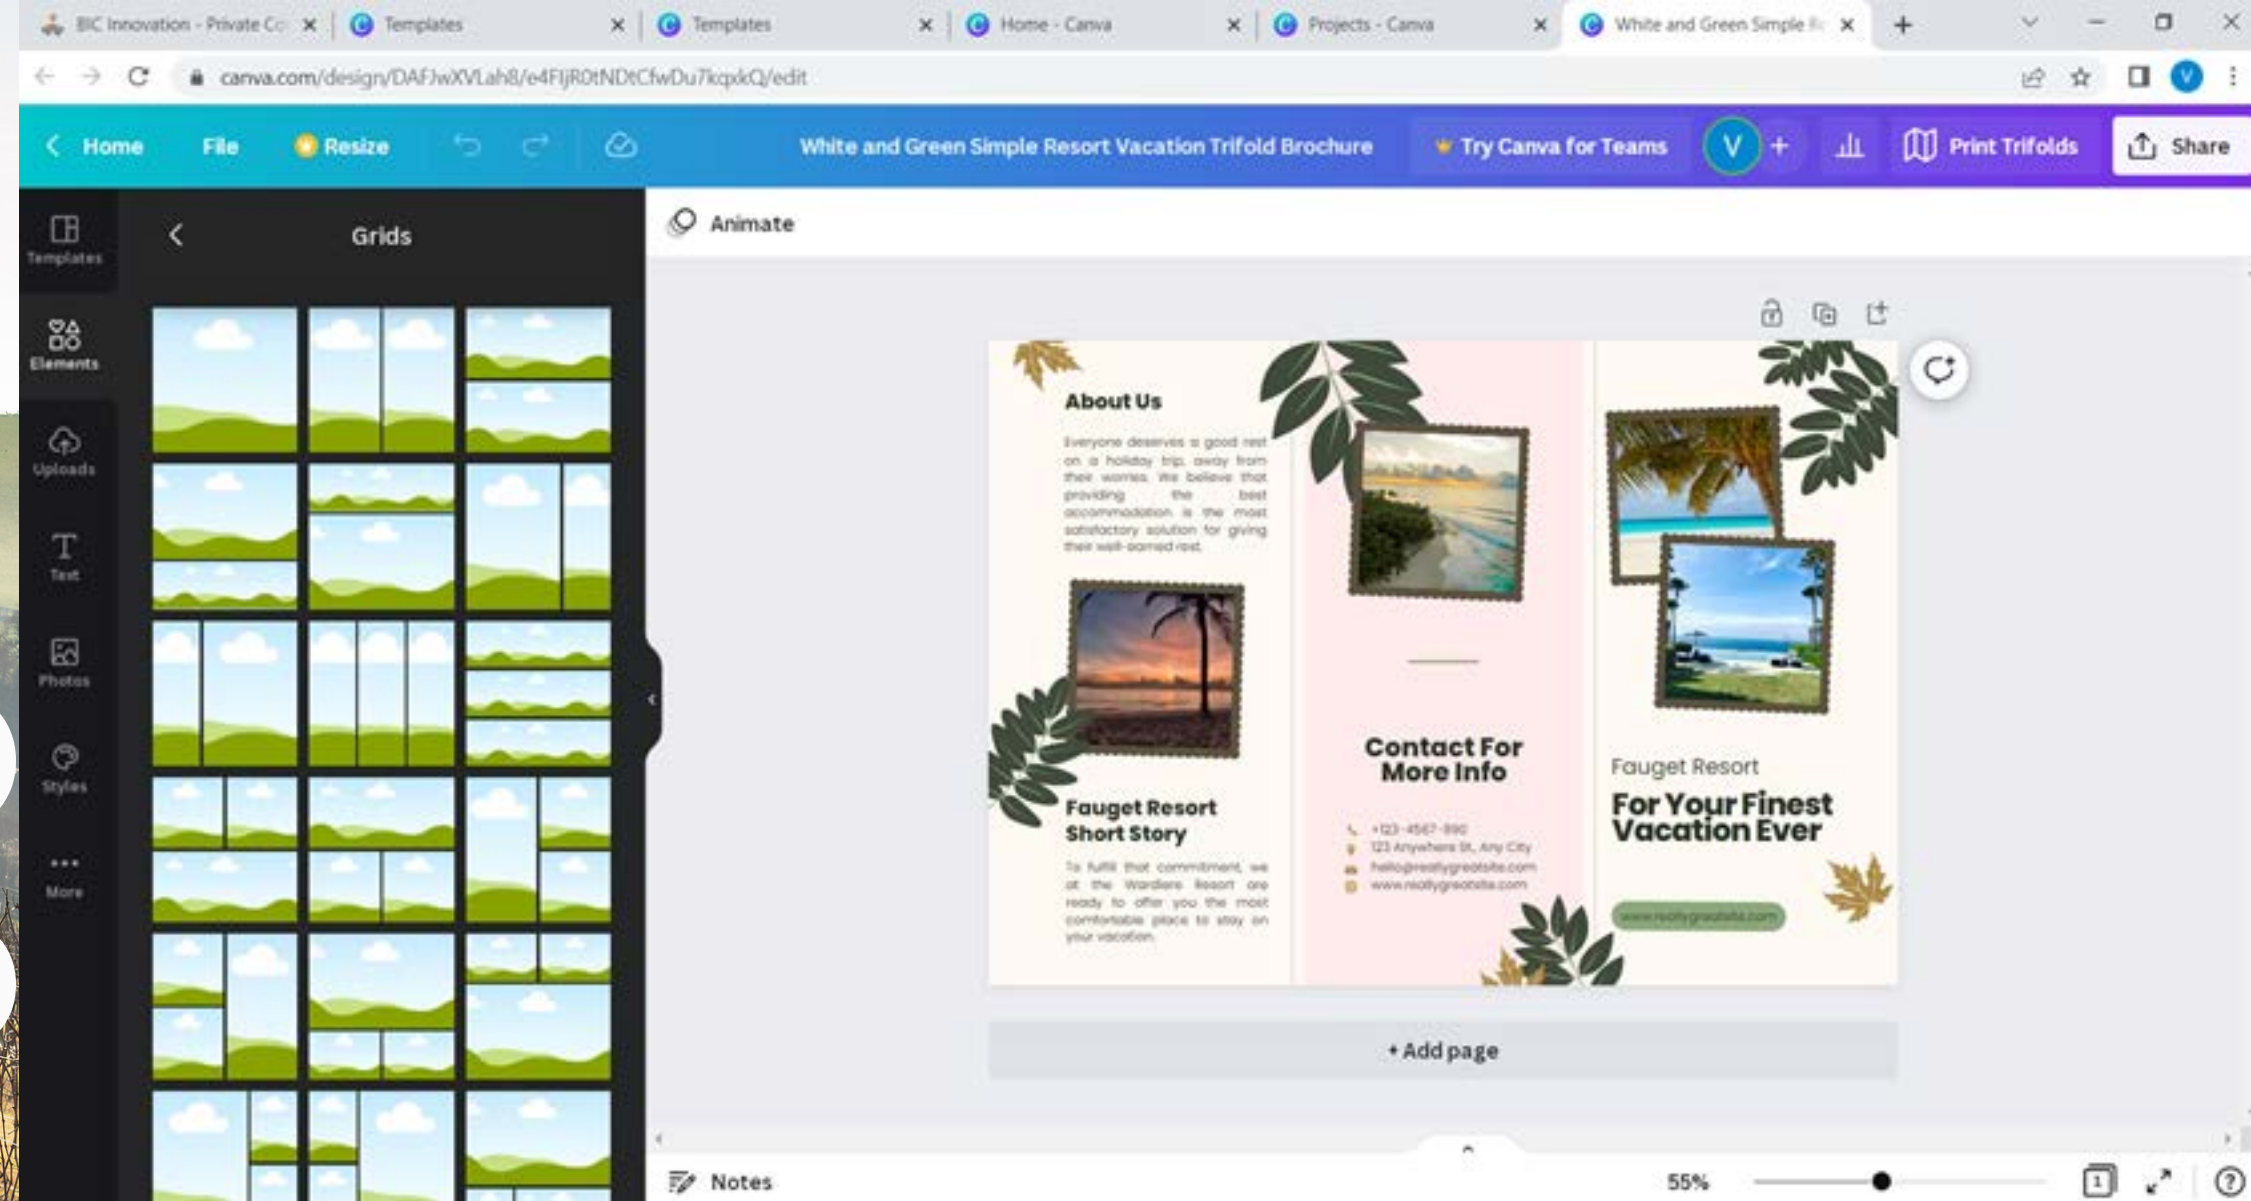 BIC Innovation - Private Co
Templates
Templates
Home - Canva
Projects - Canva
White and Green Simple Re
canva.com/design/DAFJwXVLah8/e4FIjR0tNDtCfwDu7kqxkQ/edit
V
Home
File
Resize
White and Green Simple Resort Vacation Trifold Brochure
Try Canva for Teams
V
+
Print Trifolds
Share
Templates
Elements
Uploads
Text
Photos
Styles
More
Grids
Animate
About Us
Everyone deserves a good rest
on a holiday trip, away from
their worries. We believe that
providing the best
accommodation is the most
satisfactory solution for giving
their well-earned rest.
Fauget Resort
Short Story
To fulfill that commitment, we
at the Wardiere Resort are
ready to offer you the most
comfortable place to stay on
your vacation.
Contact For
More Info
+123-4567-890
123 Anywhere St., Any City
hello@reallygreatsite.com
www.reallygreatsite.com
Fauget Resort
For Your Finest
Vacation Ever
www.reallygreatsite.com
+ Add page
Notes
55%
1
?